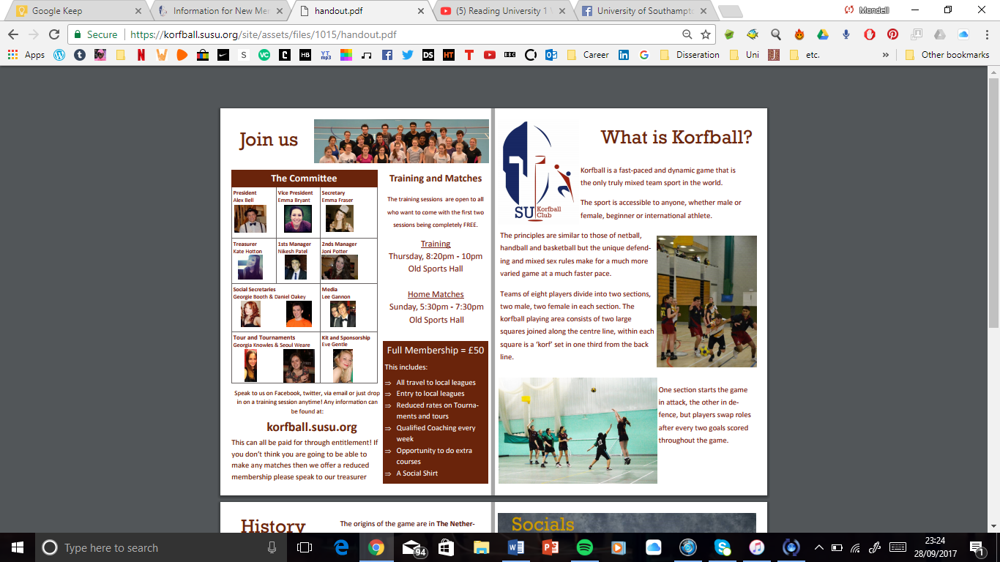 Google Keep
Information for New Mem
handout.pdf
(5) Reading University 1
University of Southampto
Mondell
Secure
https://korfball.susu.org/site/assets/files/1015/handout.pdf
Apps
Career
Disseration
Uni
etc.
Other bookmarks
Join us
The Committee
President
Alex Bell
Vice President
Emma Bryant
Secretary
Emma Fraser
Treasurer
Kate Hotton
1sts Manager
Nikesh Patel
2nds Manager
Joni Potter
Social Secretaries
Georgie Booth & Daniel Oakey
Media
Lee Gannon
Tour and Tournaments
Georgia Knowles & Seoul Weare
Kit and Sponsorship
Eve Gentle
Speak to us on Facebook, twitter, via email or just drop
in on a training session anytime! Any information can
be found at:
korfball.susu.org
This can all be paid for through entitlement! If
you don't think you are going to be able to
make any matches then we offer a reduced
membership please speak to our treasurer
Training and Matches
The training sessions are open to all
who want to come with the first two
sessions being completely FREE.
Training
Thursday, 8:20pm - 10pm
Old Sports Hall
Home Matches
Sunday, 5:30pm - 7:30pm
Old Sports Hall
Full Membership = £50
This includes:
⇒ All travel to local leagues
⇒ Entry to local leagues
⇒ Reduced rates on Tourna-
ments and tours
⇒ Qualified Coaching every
week
⇒ Opportunity to do extra
courses
⇒ A Social Shirt
SU Korfball
Club
What is Korfball?
Korfball is a fast-paced and dynamic game that is
the only truly mixed team sport in the world.
The sport is accessible to anyone, whether male or
female, beginner or international athlete.
The principles are similar to those of netball,
handball and basketball but the unique defend-
ing and mixed sex rules make for a much more
varied game at a much faster pace.
Teams of eight players divide into two sections,
two male, two female in each section. The
korfball playing area consists of two large
squares joined along the centre line, within each
square is a 'korf' set in one third from the back
line.
One section starts the game
in attack, the other in de-
fence, but players swap roles
after every two goals scored
throughout the game.
History
The origins of the game are in The Nether-
Socials
Type here to search
94
23:24
28/09/2017